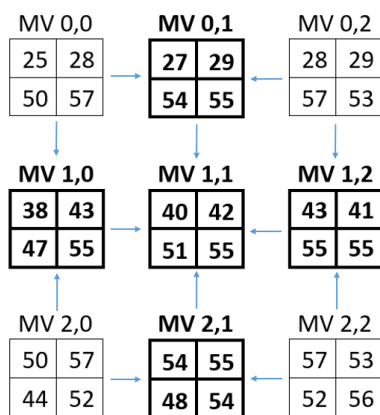 MV 0,0 MV 0,1 MV 0,2
25 28 27 29 28 29
50 57 54 55 57 53
MV 1,0 MV 1,1 MV 1,2
38 43 40 42 43 41
47 55 51 55 55 55
MV 2,0 MV 2,1 MV 2,2
50 57 54 55 57 53
44 52 48 54 52 56